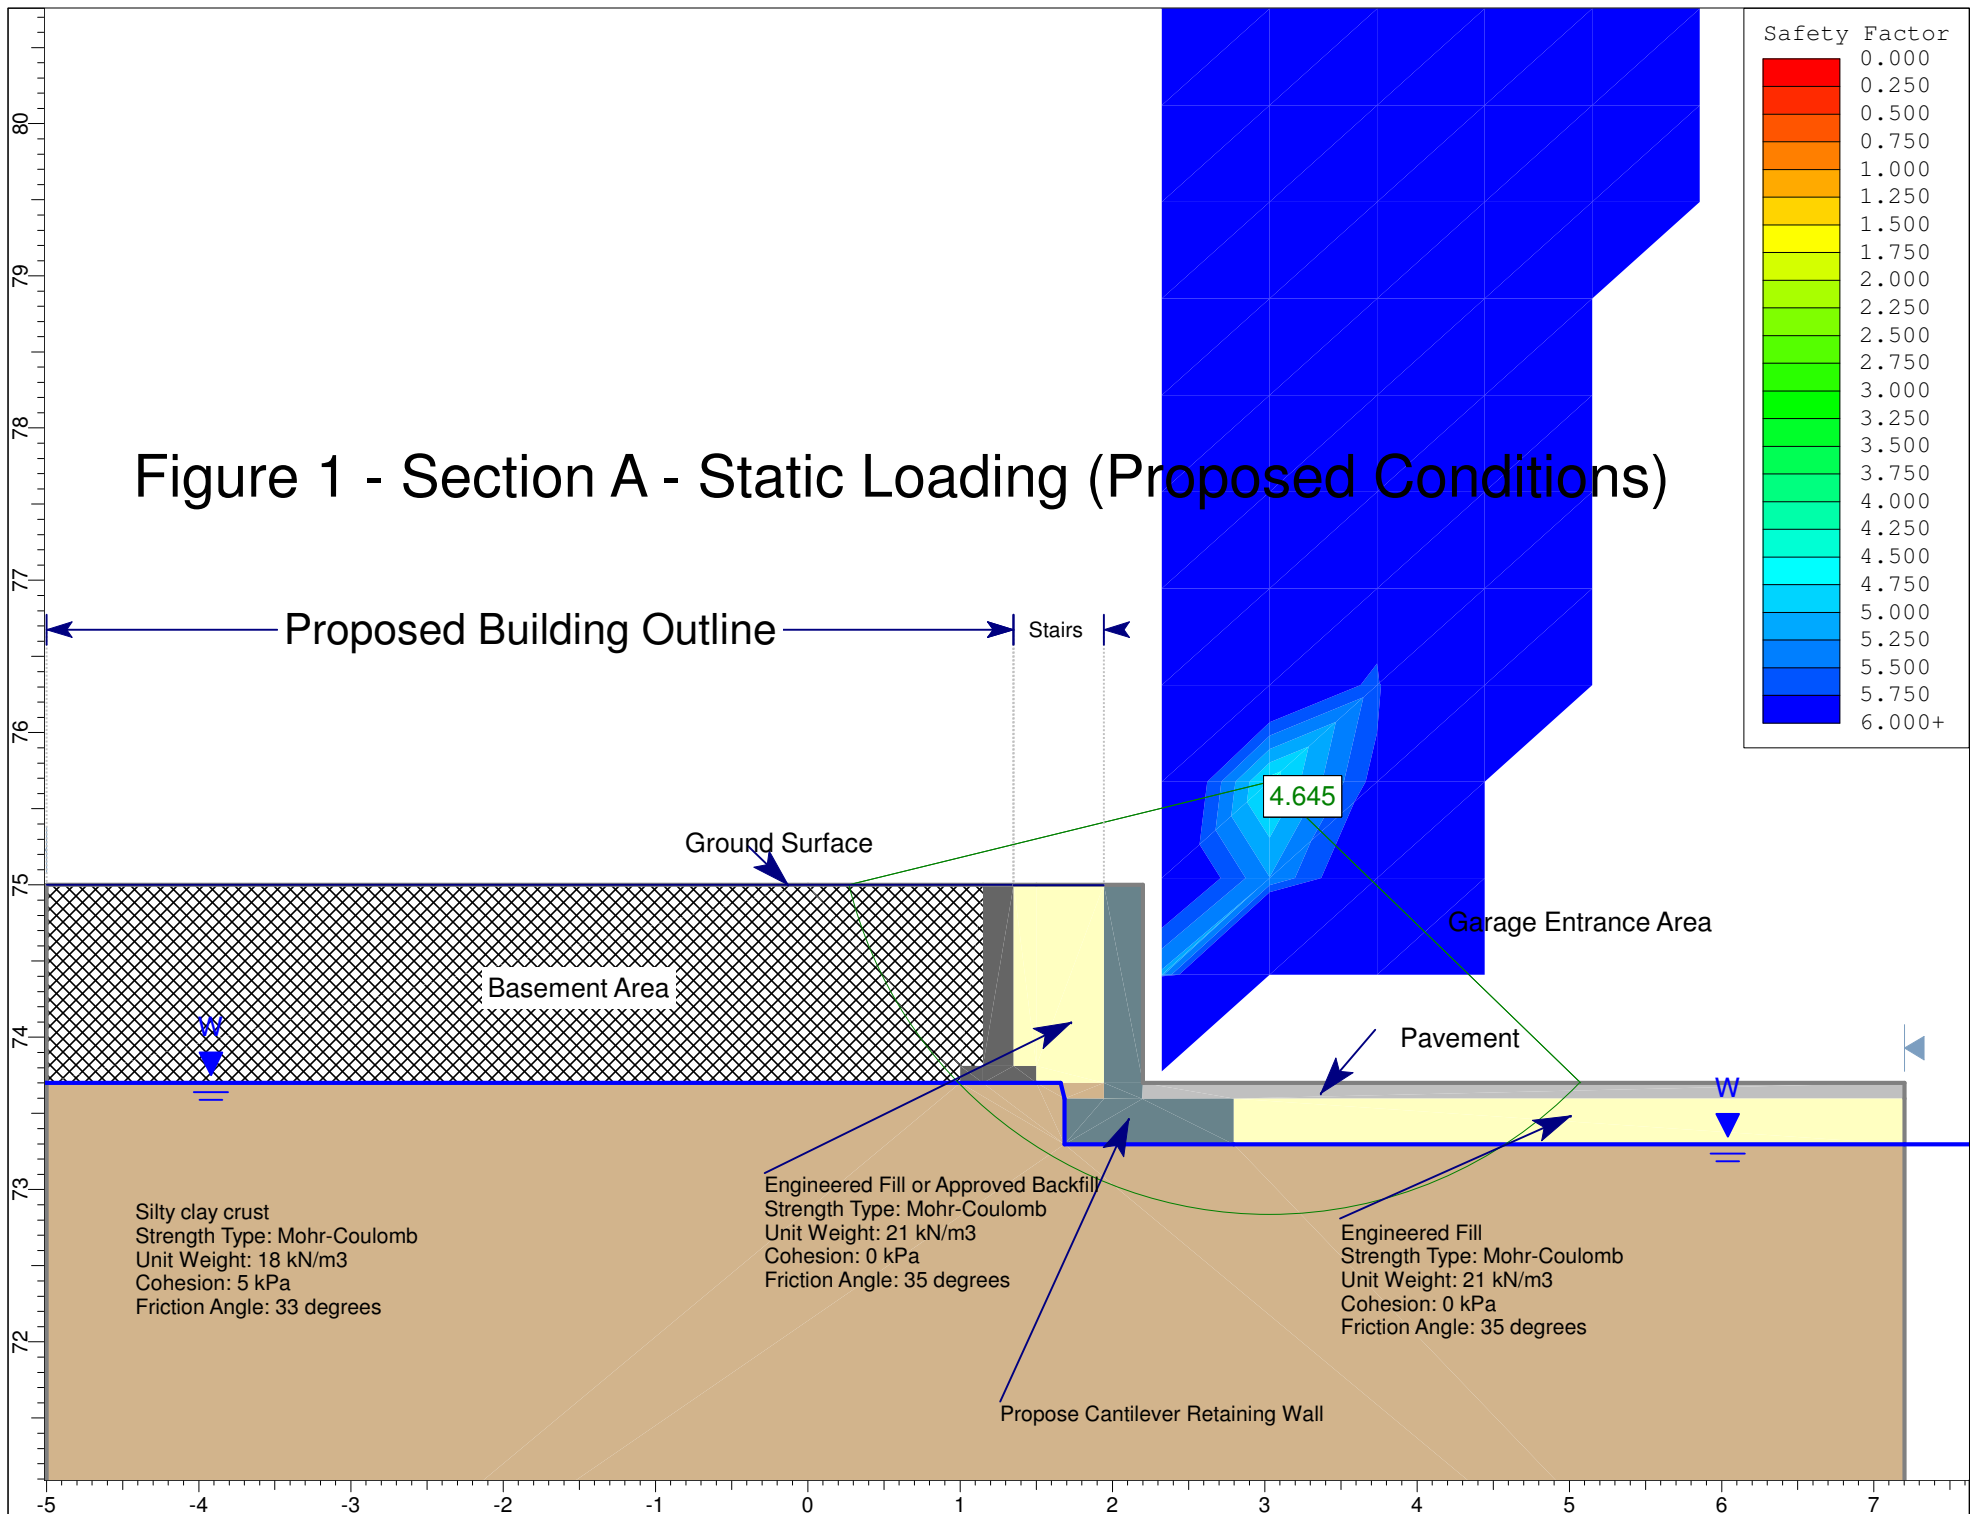 Safety Factor
0.000
0.250
0.500
0.750
1.000
1.250
1.500
1.750
2.000
2.250
2.500
2.750
3.000
3.250
3.500
3.750
4.000
4.250
4.500
4.750
5.000
5.250
5.500
5.750
6.000+
80
79
78
77
76
75
74
73
72
Figure 1 - Section A - Static Loading (Proposed Conditions)
Proposed Building Outline
Stairs
4.645
Ground Surface
Garage Entrance Area
Basement Area
W
Pavement
W
Engineered Fill or Approved Backfill
Strength Type: Mohr-Coulomb
Unit Weight: 21 kN/m3
Cohesion: 0 kPa
Friction Angle: 35 degrees
Silty clay crust
Strength Type: Mohr-Coulomb
Unit Weight: 18 kN/m3
Cohesion: 5 kPa
Friction Angle: 33 degrees
Engineered Fill
Strength Type: Mohr-Coulomb
Unit Weight: 21 kN/m3
Cohesion: 0 kPa
Friction Angle: 35 degrees
Propose Cantilever Retaining Wall
-5 -4 -3 -2 -1 0 1 2 3 4 5 6 7